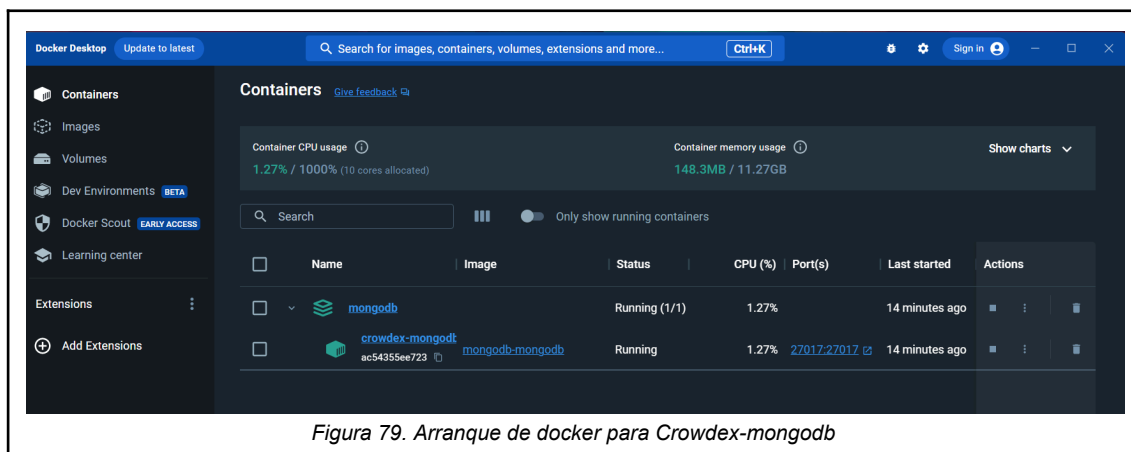 Docker Desktop Update to latest Search for images, containers, volumes, extensions and more... Ctrl+K Sign in
Containers
Images
Volumes
Dev Environments BETA
Docker Scout EARLY ACCESS
Learning center
Extensions
Add Extensions
Containers Give feedback
Container CPU usage
1.27% / 1000% (10 cores allocated)
Container memory usage
148.3MB / 11.27GB
Show charts
Search Only show running containers
Name Image Status CPU (%) Port(s) Last started Actions
mongodb Running (1/1) 1.27% 14 minutes ago
crowdex-mongodb
ac54355ee723 mongodb-mongodb Running 1.27% 27017:27017 14 minutes ago
Figura 79. Arranque de docker para Crowdex-mongodb